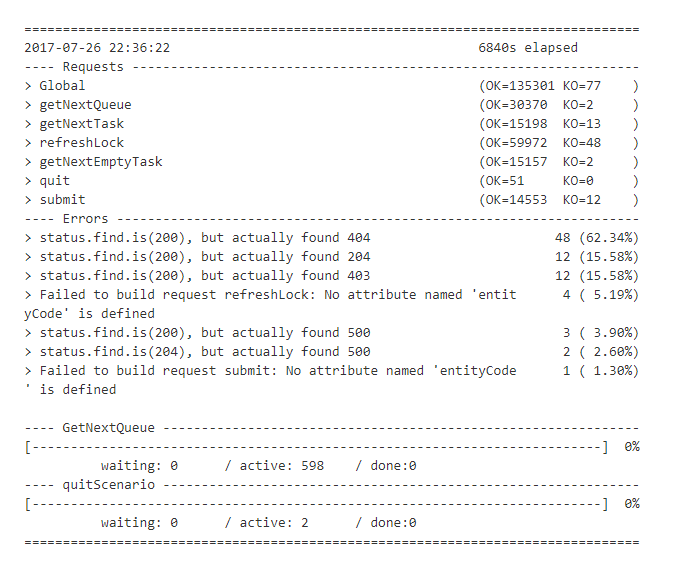 ================================================================================
2017-07-26 22:36:22                                        6840s elapsed
---- Requests ------------------------------------------------------------------
> Global                                                   (OK=135301 KO=77    )
> getNextQueue                                             (OK=30370  KO=2     )
> getNextTask                                              (OK=15198  KO=13    )
> refreshLock                                              (OK=59972  KO=48    )
> getNextEmptyTask                                         (OK=15157  KO=2     )
> quit                                                     (OK=51     KO=0     )
> submit                                                   (OK=14553  KO=12    )
---- Errors --------------------------------------------------------------------
> status.find.is(200), but actually found 404                        48 (62.34%)
> status.find.is(200), but actually found 204                        12 (15.58%)
> status.find.is(200), but actually found 403                        12 (15.58%)
> Failed to build request refreshLock: No attribute named 'entit      4 ( 5.19%)
yCode' is defined
> status.find.is(200), but actually found 500                         3 ( 3.90%)
> status.find.is(204), but actually found 500                         2 ( 2.60%)
> Failed to build request submit: No attribute named 'entityCode      1 ( 1.30%)
' is defined
---- GetNextQueue --------------------------------------------------------------
[--------------------------------------------------------------------------]  0%
          waiting: 0      / active: 598    / done:0
---- quitScenario --------------------------------------------------------------
[--------------------------------------------------------------------------]  0%
          waiting: 0      / active: 2      / done:0
================================================================================